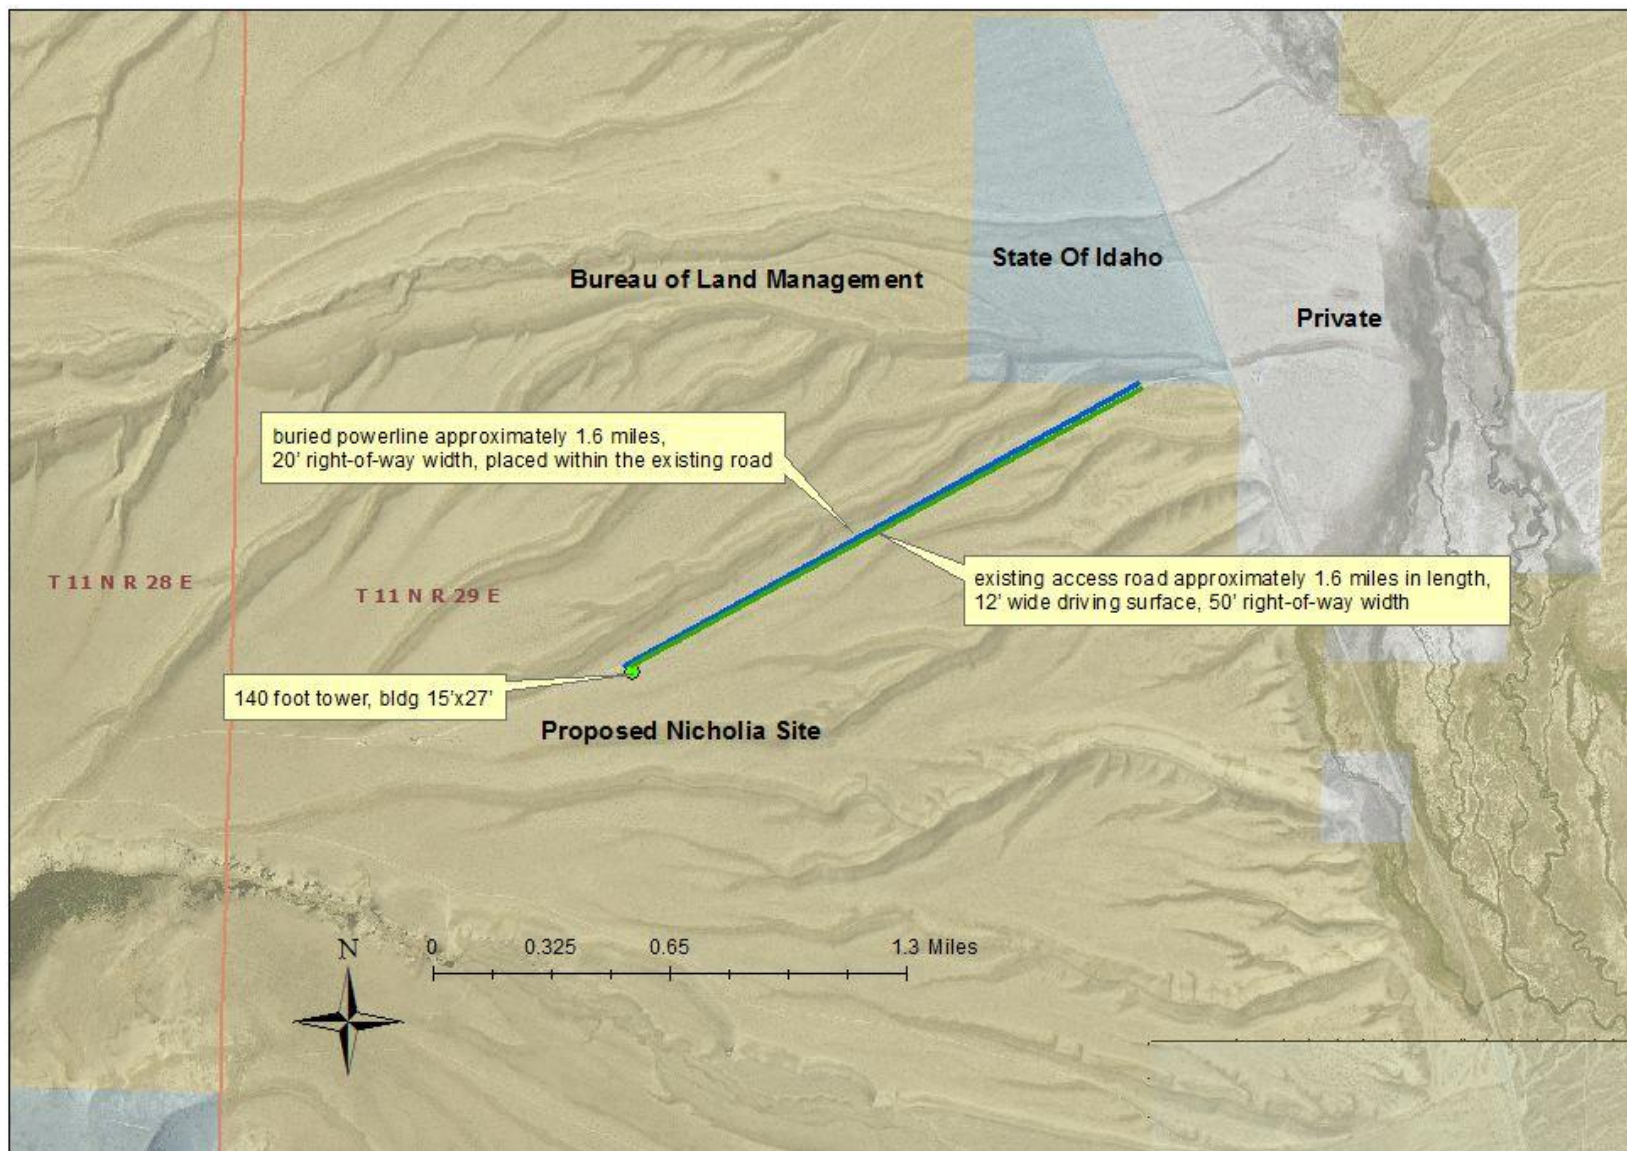 State Of Idaho
Bureau of Land Management
Private
buried powerline approximately 1.6 miles,
20' right-of-way width, placed within the existing road
existing access road approximately 1.6 miles in length,
12' wide driving surface, 50' right-of-way width
T 11 N R 28 E
T 11 N R 29 E
140 foot tower, bldg 15'x27'
Proposed Nicholia Site
N
0 0.325 0.65 1.3 Miles